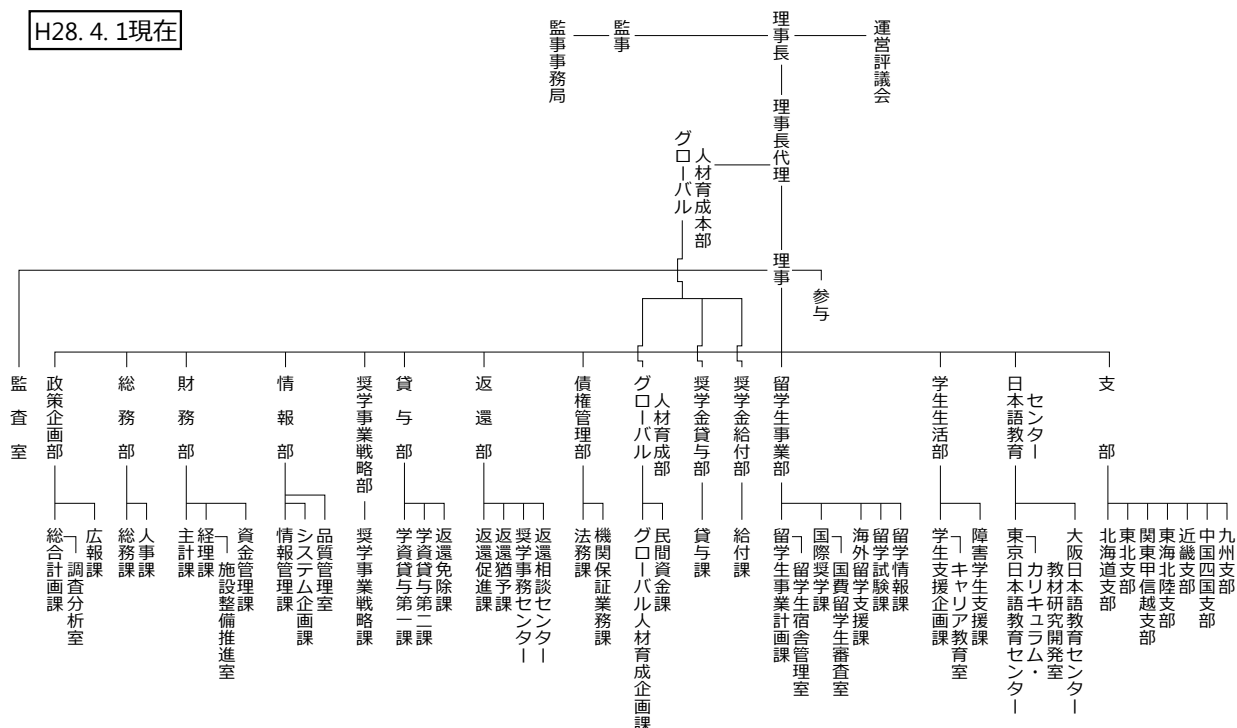 H28. 4. 1現在
監事事務局
監事
理事長
運営評議会
理事長代理
グローバル
人材育成本部
理事
参与
監査室
政策企画部
総務部
財務部
情報部
奨学事業戦略部
貸与部
返還部
債権管理部
グローバル
人材育成部
奨学金貸与部
奨学金給付部
留学生事業部
学生生活部
日本語教育
センター
支部
総合計画課
調査分析室
広報課
総務課
人事課
主計課
経理課
施設整備推進室
資金管理課
情報管理課
システム企画課
品質管理室
奨学事業戦略課
学資貸与第一課
学資貸与第二課
返還免除課
返還促進課
返還猶予課
奨学事務センター
返還相談センター
法務課
機関保証業務課
グローバル人材育成企画課
民間資金課
貸与課
給付課
留学生事業計画課
留学生宿舎管理室
国際奨学課
国費留学生審査室
海外留学支援課
留学試験課
留学情報課
学生支援企画課
キャリア教育室
障害学生支援課
東京日本語教育センター
カリキュラム・
教材研究開発室
大阪日本語教育センター
北海道支部
東北支部
関東甲信越支部
東海北陸支部
近畿支部
中国四国支部
九州支部